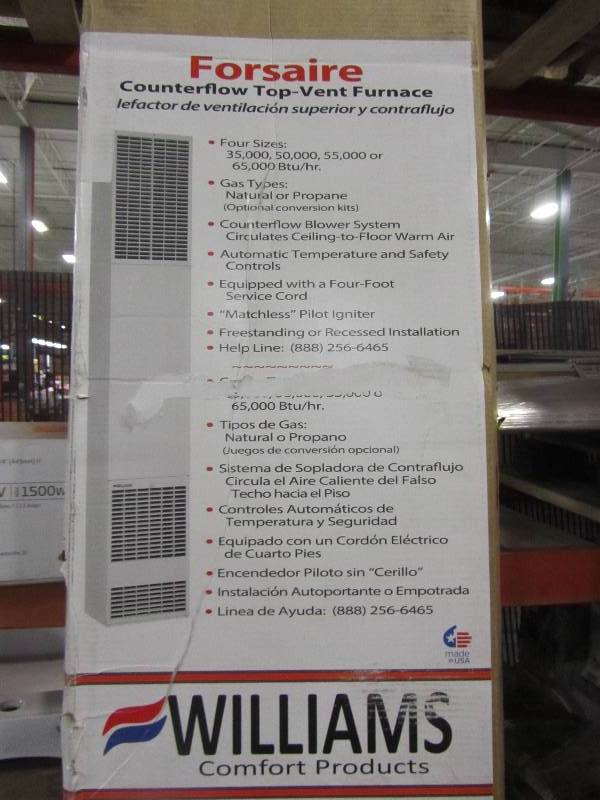 Forsaire
Counterflow Top-Vent Furnace
lefactor de ventilación superior y contraflujo
• Four Sizes:
35,000, 50,000, 55,000 or
65,000 Btu/hr.
• Gas Types:
Natural or Propane
(Optional conversion kits)
• Counterflow Blower System
Circulates Ceiling-to-Floor Warm Air
• Automatic Temperature and Safety
Controls
• Equipped with a Four-Foot
Service Cord
• “Matchless” Pilot Igniter
• Freestanding or Recessed Installation
• Help Line: (888) 256-6465
~~~~~~~~~
65,000 Btu/hr.
• Tipos de Gas:
Natural o Propano
(Juegos de conversión opcional)
• Sistema de Sopladora de Contraflujo
Circula el Aire Caliente del Falso
Techo hacia el Piso
• Controles Automáticos de
Temperatura y Seguridad
• Equipado con un Cordón Eléctrico
de Cuarto Pies
• Encendedor Piloto sin “Cerillo”
• Instalación Autoportante o Empotrada
• Linea de Ayuda: (888) 256-6465
made
in USA
WILLIAMS
Comfort Products
1500w